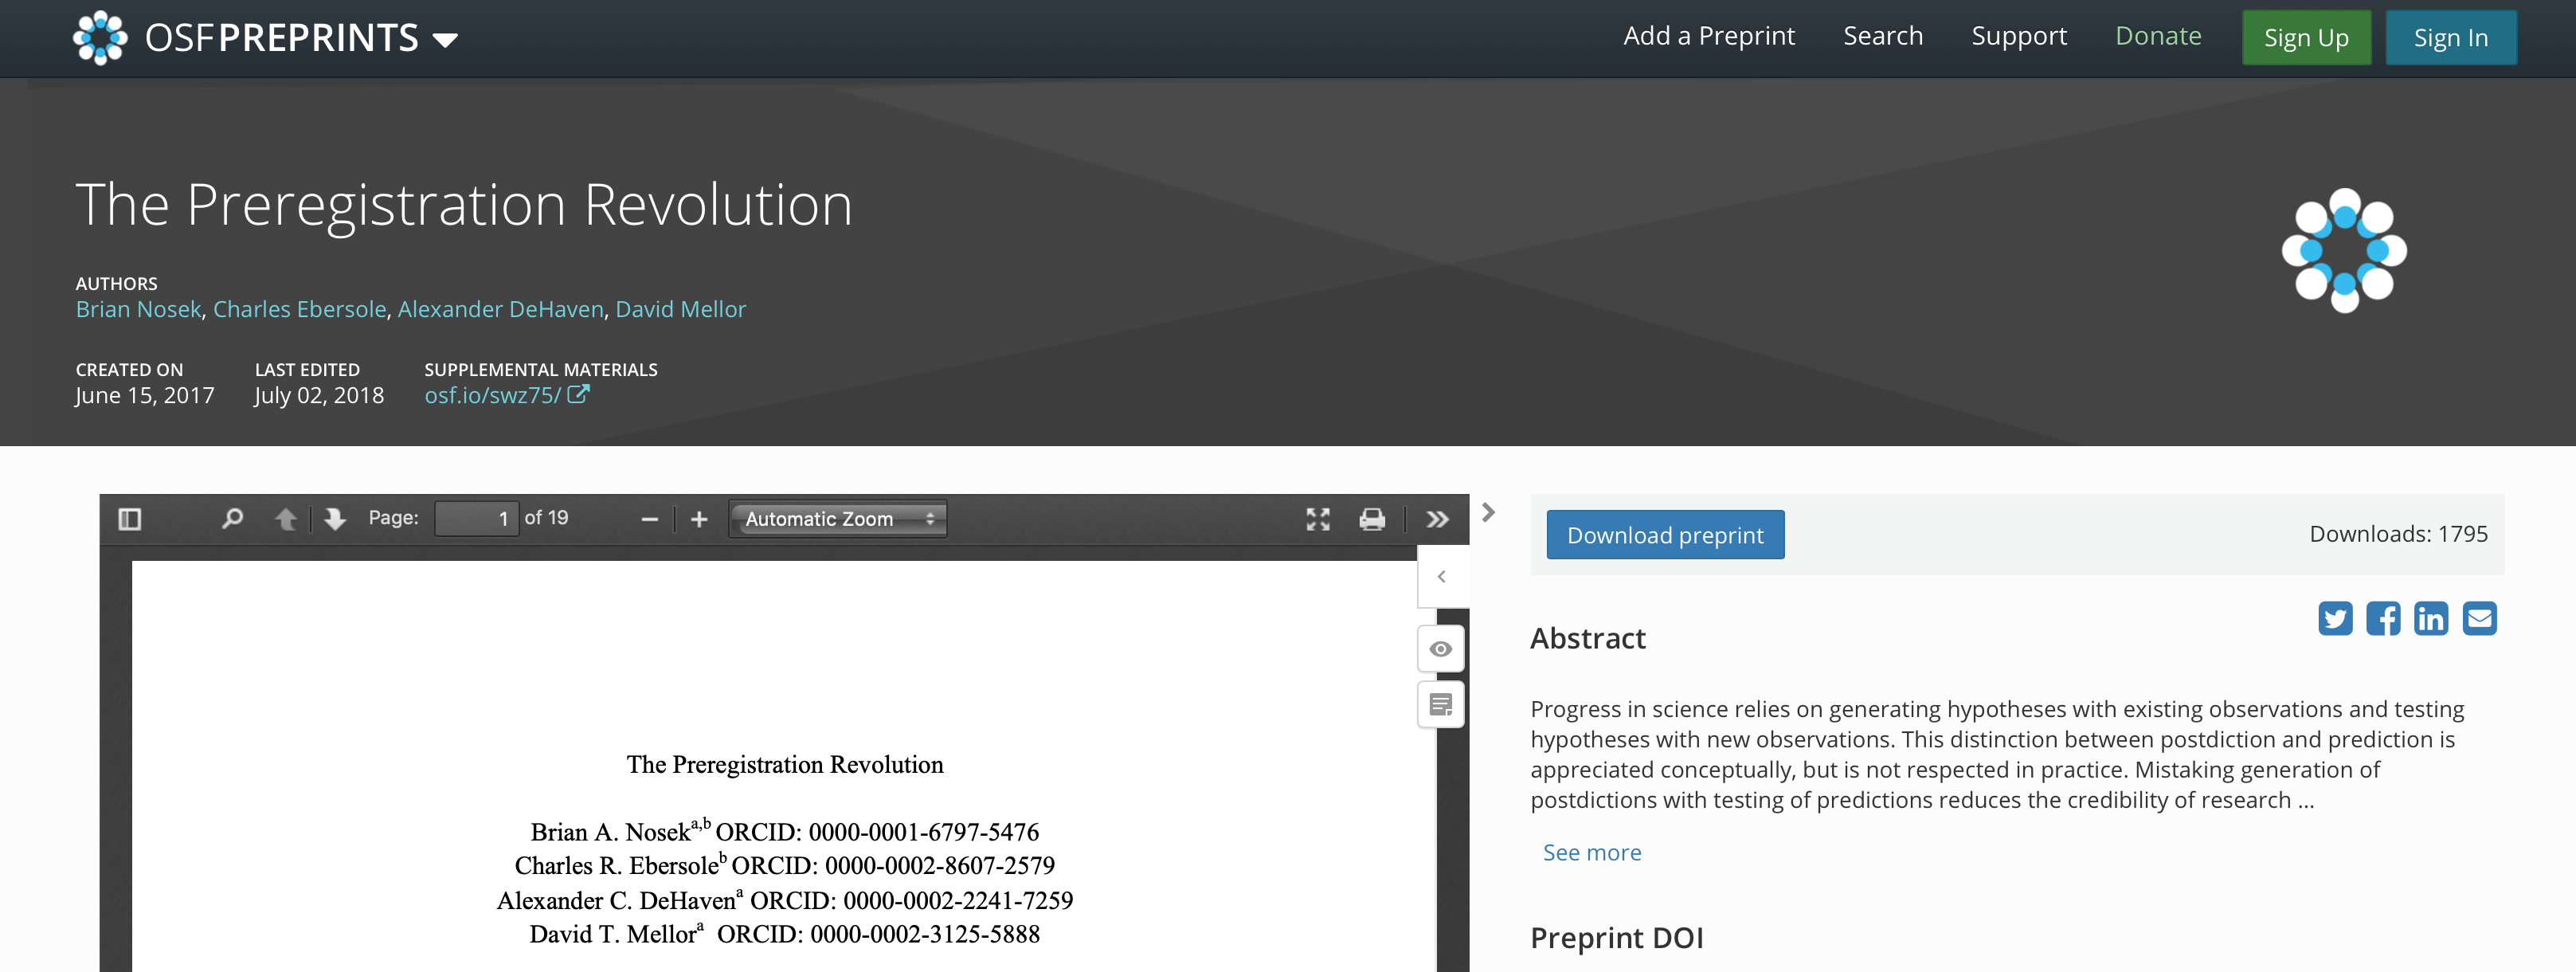 OSFPREPRINTS
Add a Preprint Search Support Donate Sign Up Sign In
The Preregistration Revolution
AUTHORS
Brian Nosek, Charles Ebersole, Alexander DeHaven, David Mellor
CREATED ON LAST EDITED SUPPLEMENTAL MATERIALS
June 15, 2017 July 02, 2018 osf.io/swz75/
Page: 1 of 19 Automatic Zoom
The Preregistration Revolution
Brian A. Nosek^a,b ORCID: 0000-0001-6797-5476
Charles R. Ebersole^b ORCID: 0000-0002-8607-2579
Alexander C. DeHaven^a ORCID: 0000-0002-2241-7259
David T. Mellor^a ORCID: 0000-0002-3125-5888
Download preprint Downloads: 1795
Abstract
Progress in science relies on generating hypotheses with existing observations and testing
hypotheses with new observations. This distinction between postdiction and prediction is
appreciated conceptually, but is not respected in practice. Mistaking generation of
postdictions with testing of predictions reduces the credibility of research ...
See more
Preprint DOI